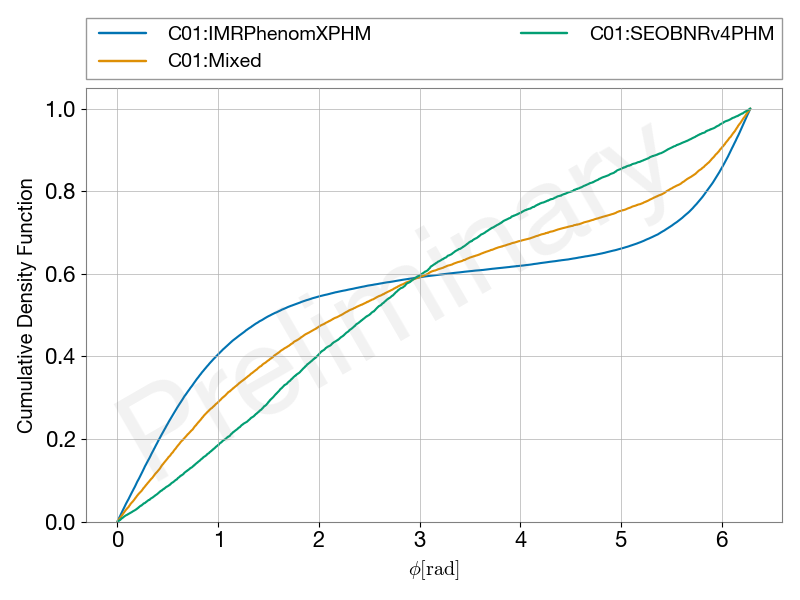 C01:IMRPhenomXPHM
C01:Mixed
C01:SEOBNRv4PHM
Preliminary
Cumulative Density Function
1.0
0.8
0.6
0.4
0.2
0.0
0 1 2 3 4 5 6
ϕ[rad]